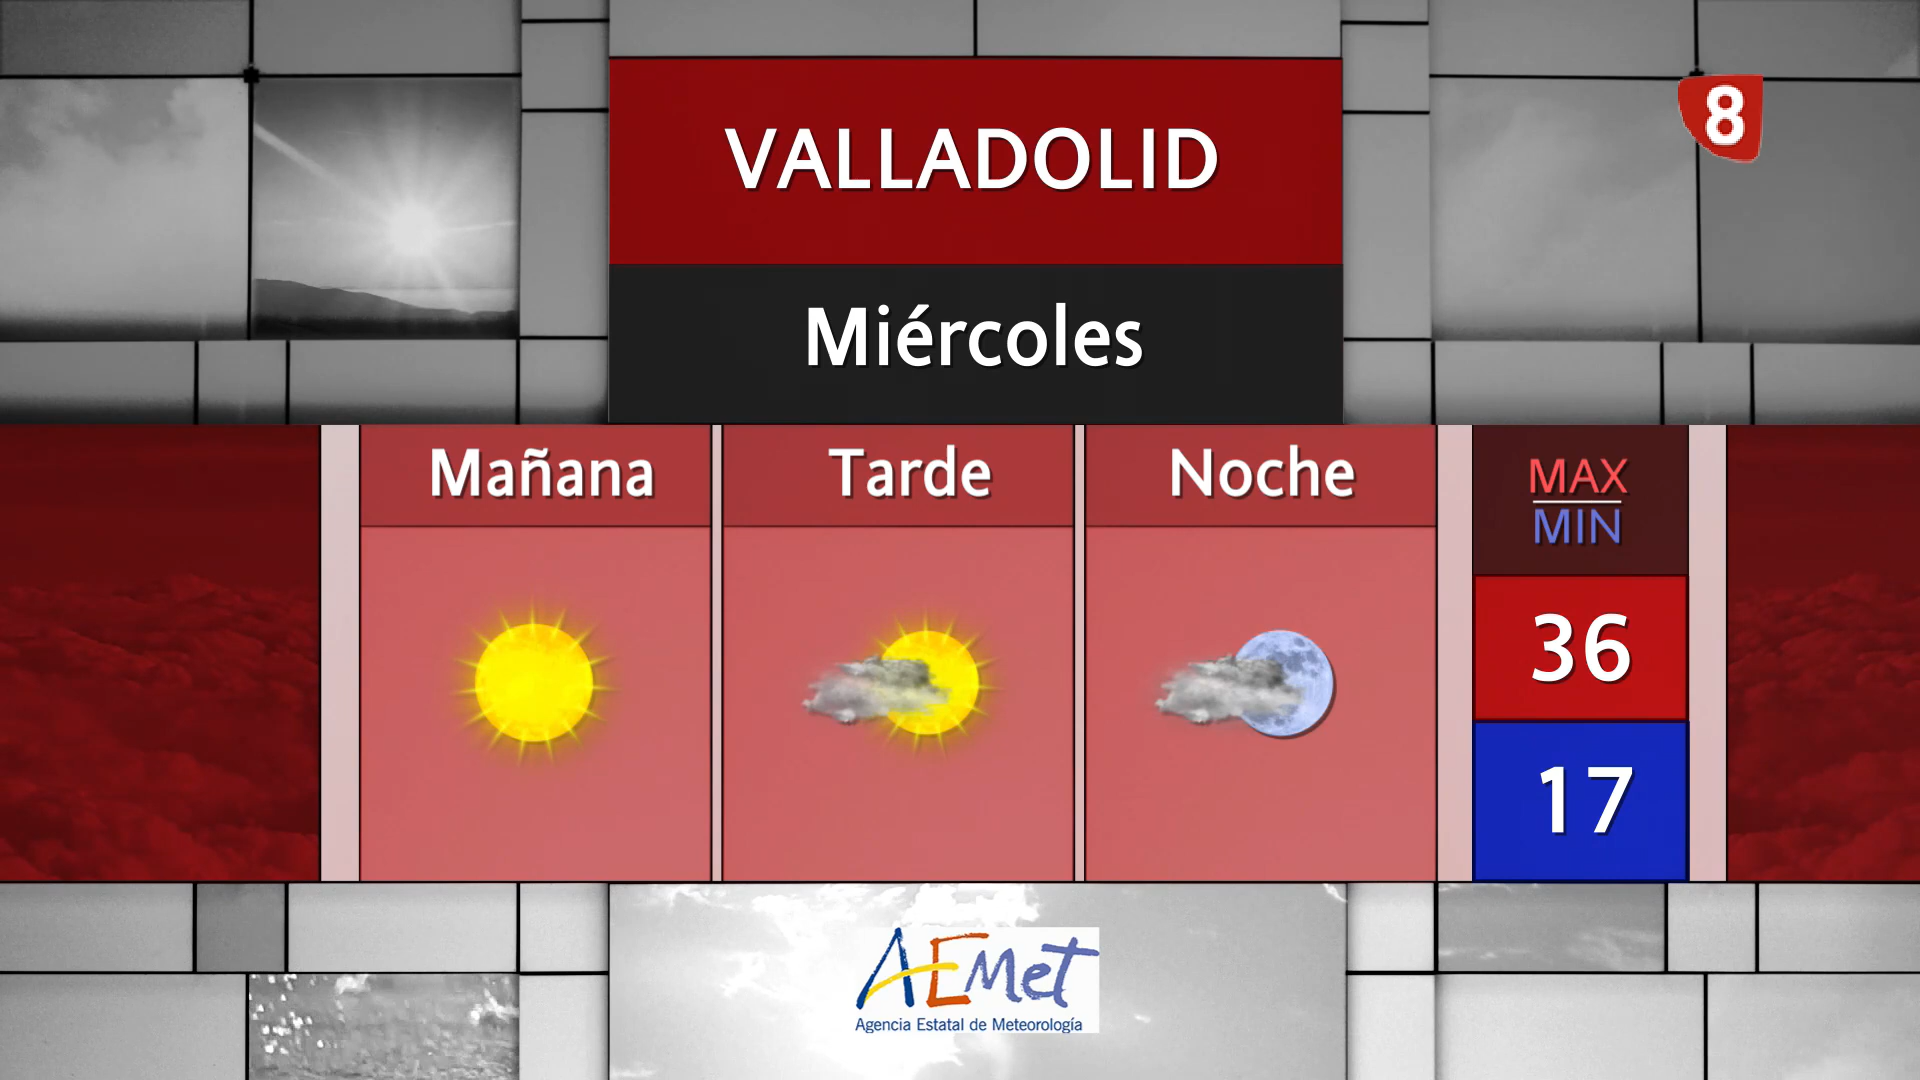 VALLADOLID
8
Miércoles
Mañana
Tarde
Noche
MAX
MIN
36
17
AEMet
Agencia Estatal de Meteorología